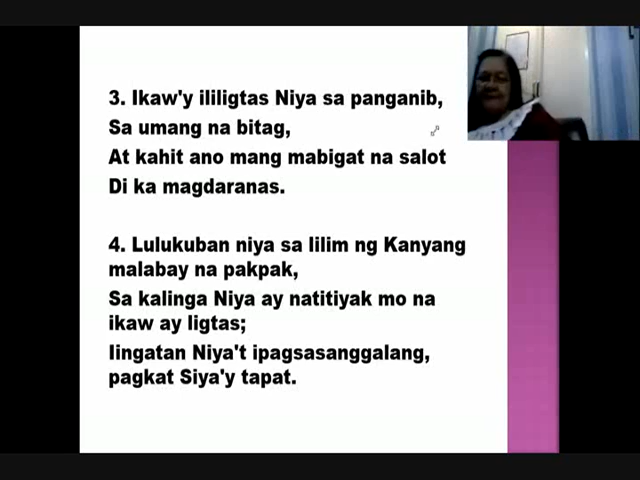 3. Ikaw'y ililigtas Niya sa panganib,
Sa umang na bitag,
At kahit ano mang mabigat na salot
Di ka magdaranas.
4. Lulukuban niya sa lilim ng Kanyang
malabay na pakpak,
Sa kalinga Niya ay natitiyak mo na
ikaw ay ligtas;
Iingatan Niya't ipagsasanggalang,
pagkat Siya'y tapat.